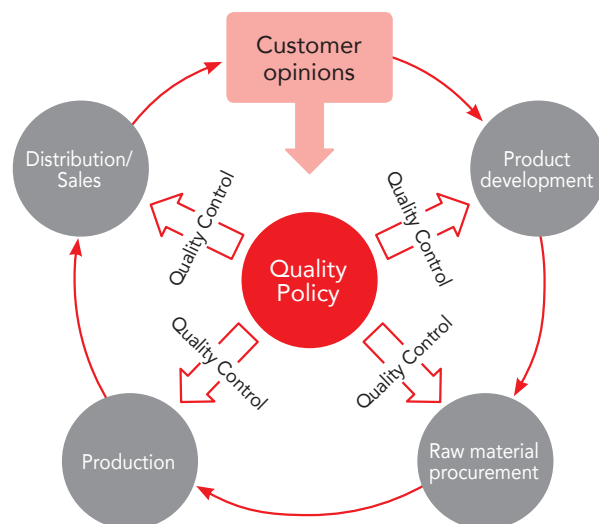 Customer
opinions
Distribution/
Sales
Product
development
Quality Control
Quality Control
Quality
Policy
Quality Control
Quality Control
Production
Raw material
procurement